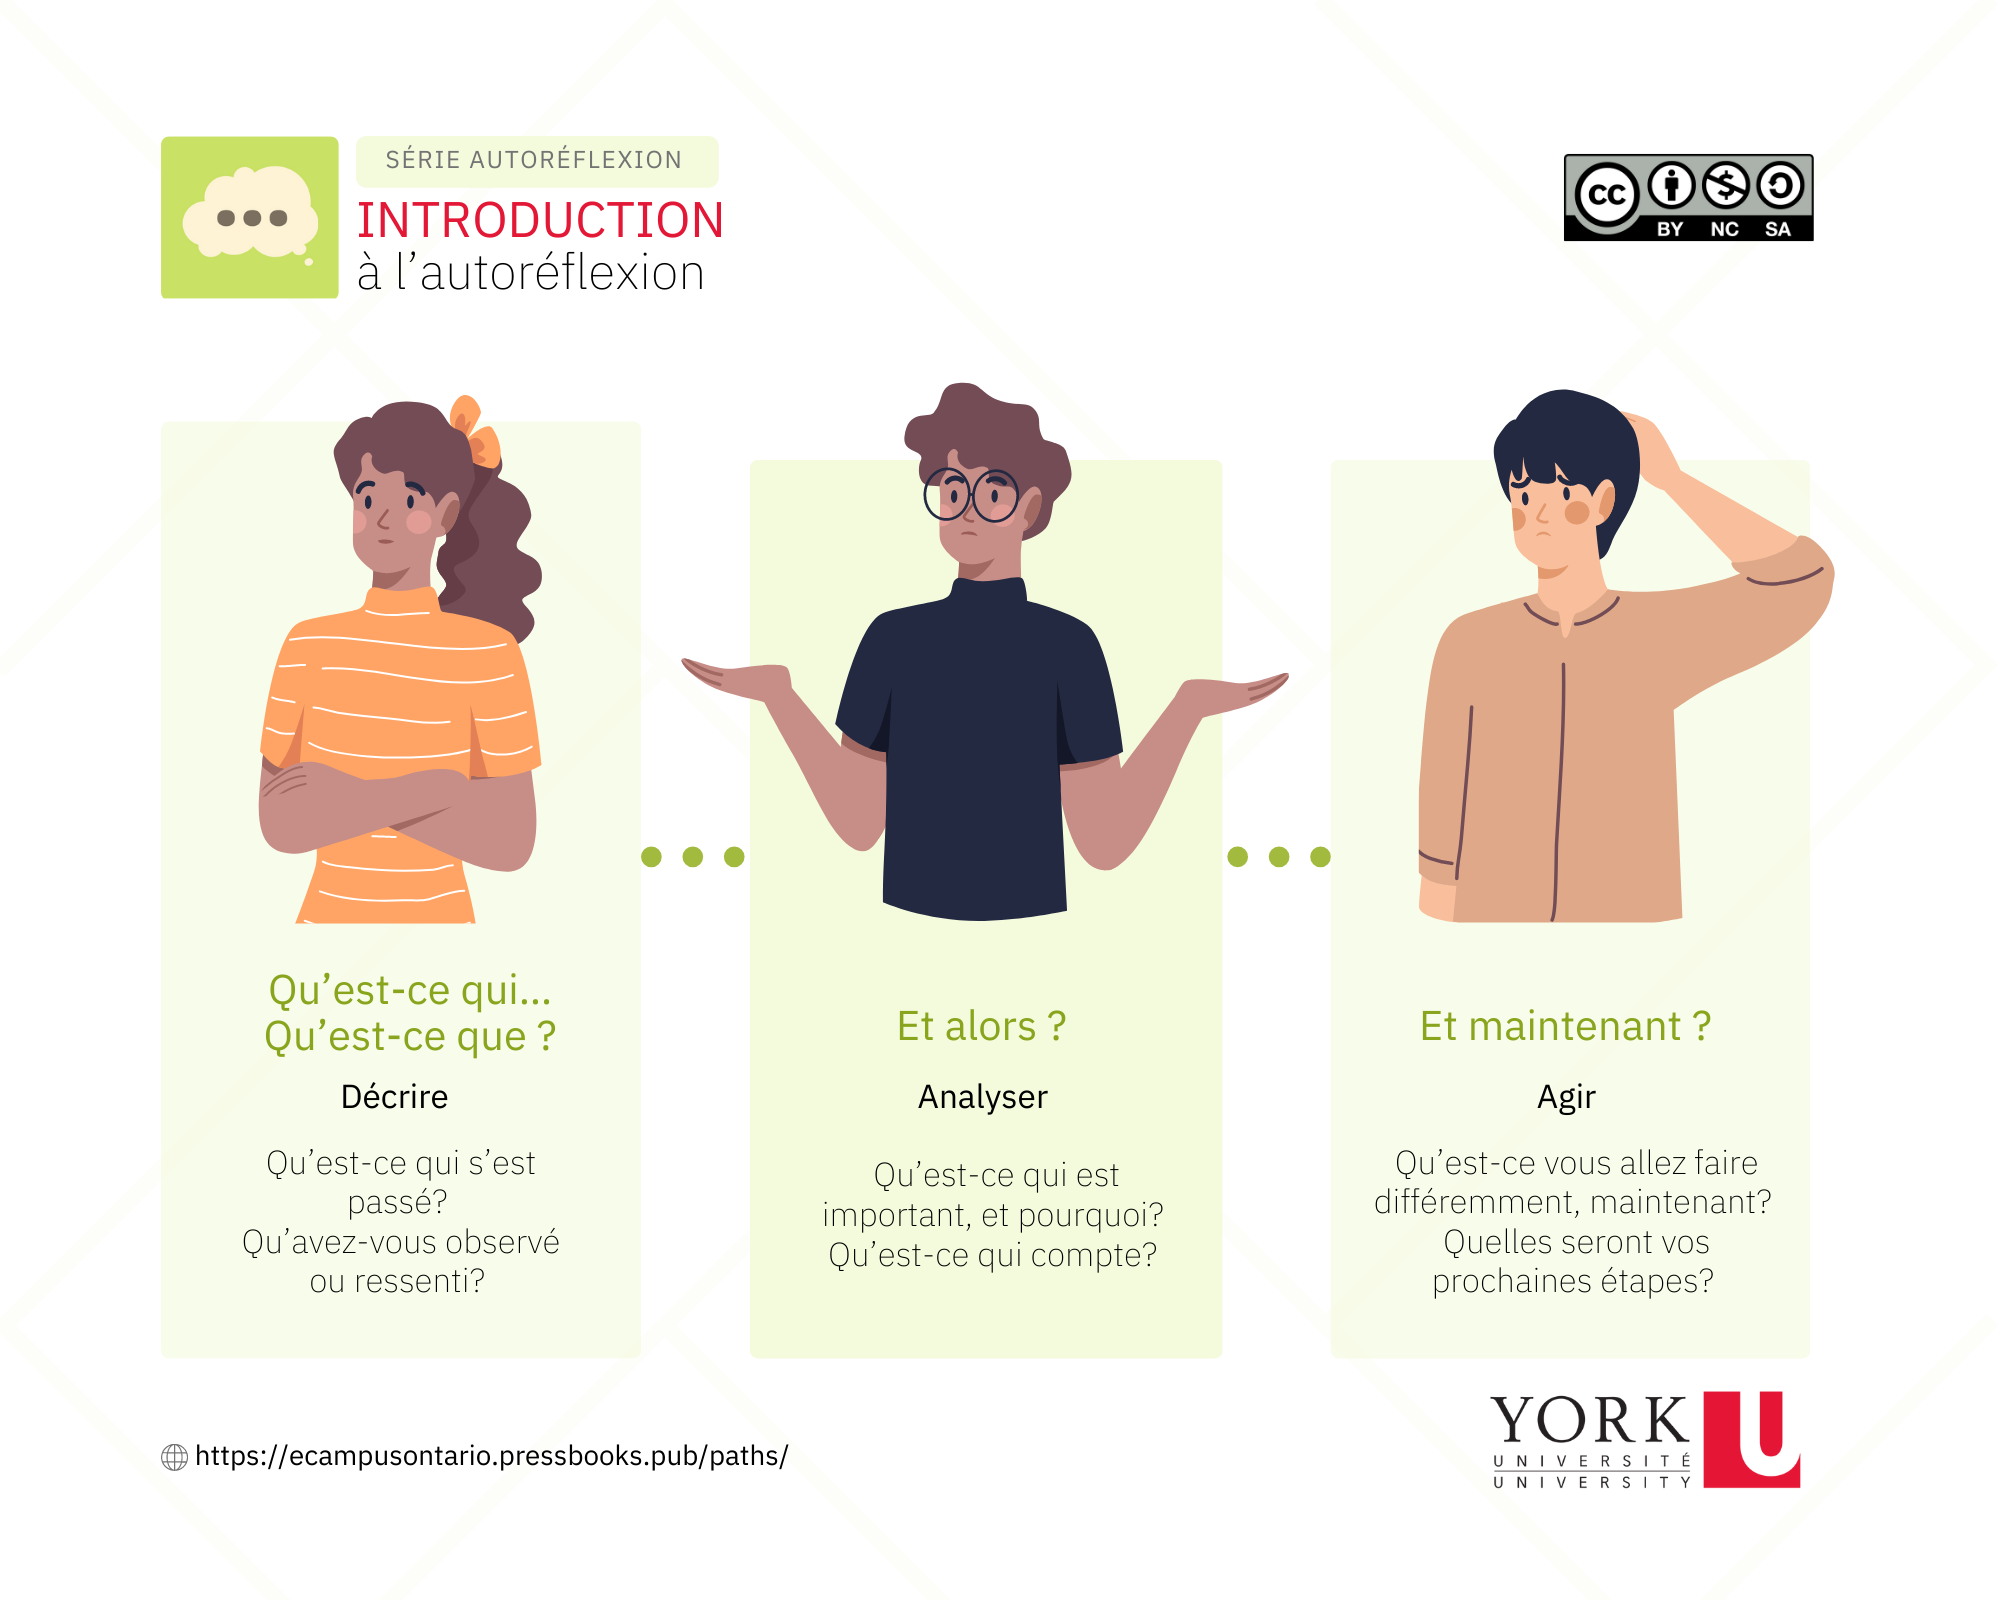 SÉRIE AUTORÉFLEXION
INTRODUCTION
à l’autoréflexion
cc
BY NC SA
Qu’est-ce qui...
Qu’est-ce que ?
Décrire
Qu’est-ce qui s’est
passé?
Qu’avez-vous observé
ou ressenti?
Et alors ?
Analyser
Qu’est-ce qui est
important, et pourquoi?
Qu’est-ce qui compte?
Et maintenant ?
Agir
Qu’est-ce vous allez faire
différemment, maintenant?
Quelles seront vos
prochaines étapes?
https://ecampusontario.pressbooks.pub/paths/
YORK U
UNIVERSITÉ
UNIVERSITY